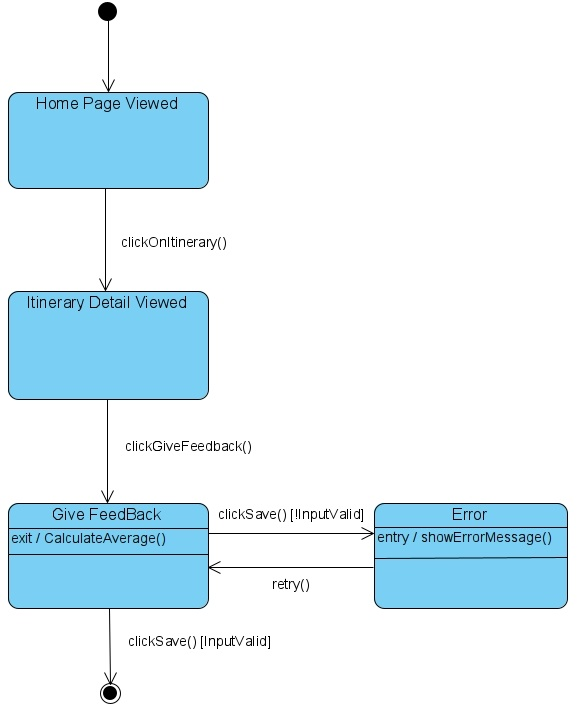 Home Page Viewed
clickOnItinerary()
Itinerary Detail Viewed
clickGiveFeedback()
Give FeedBack
exit / CalculateAverage()
clickSave() [!InputValid]
Error
entry / showErrorMessage()
retry()
clickSave() [InputValid]